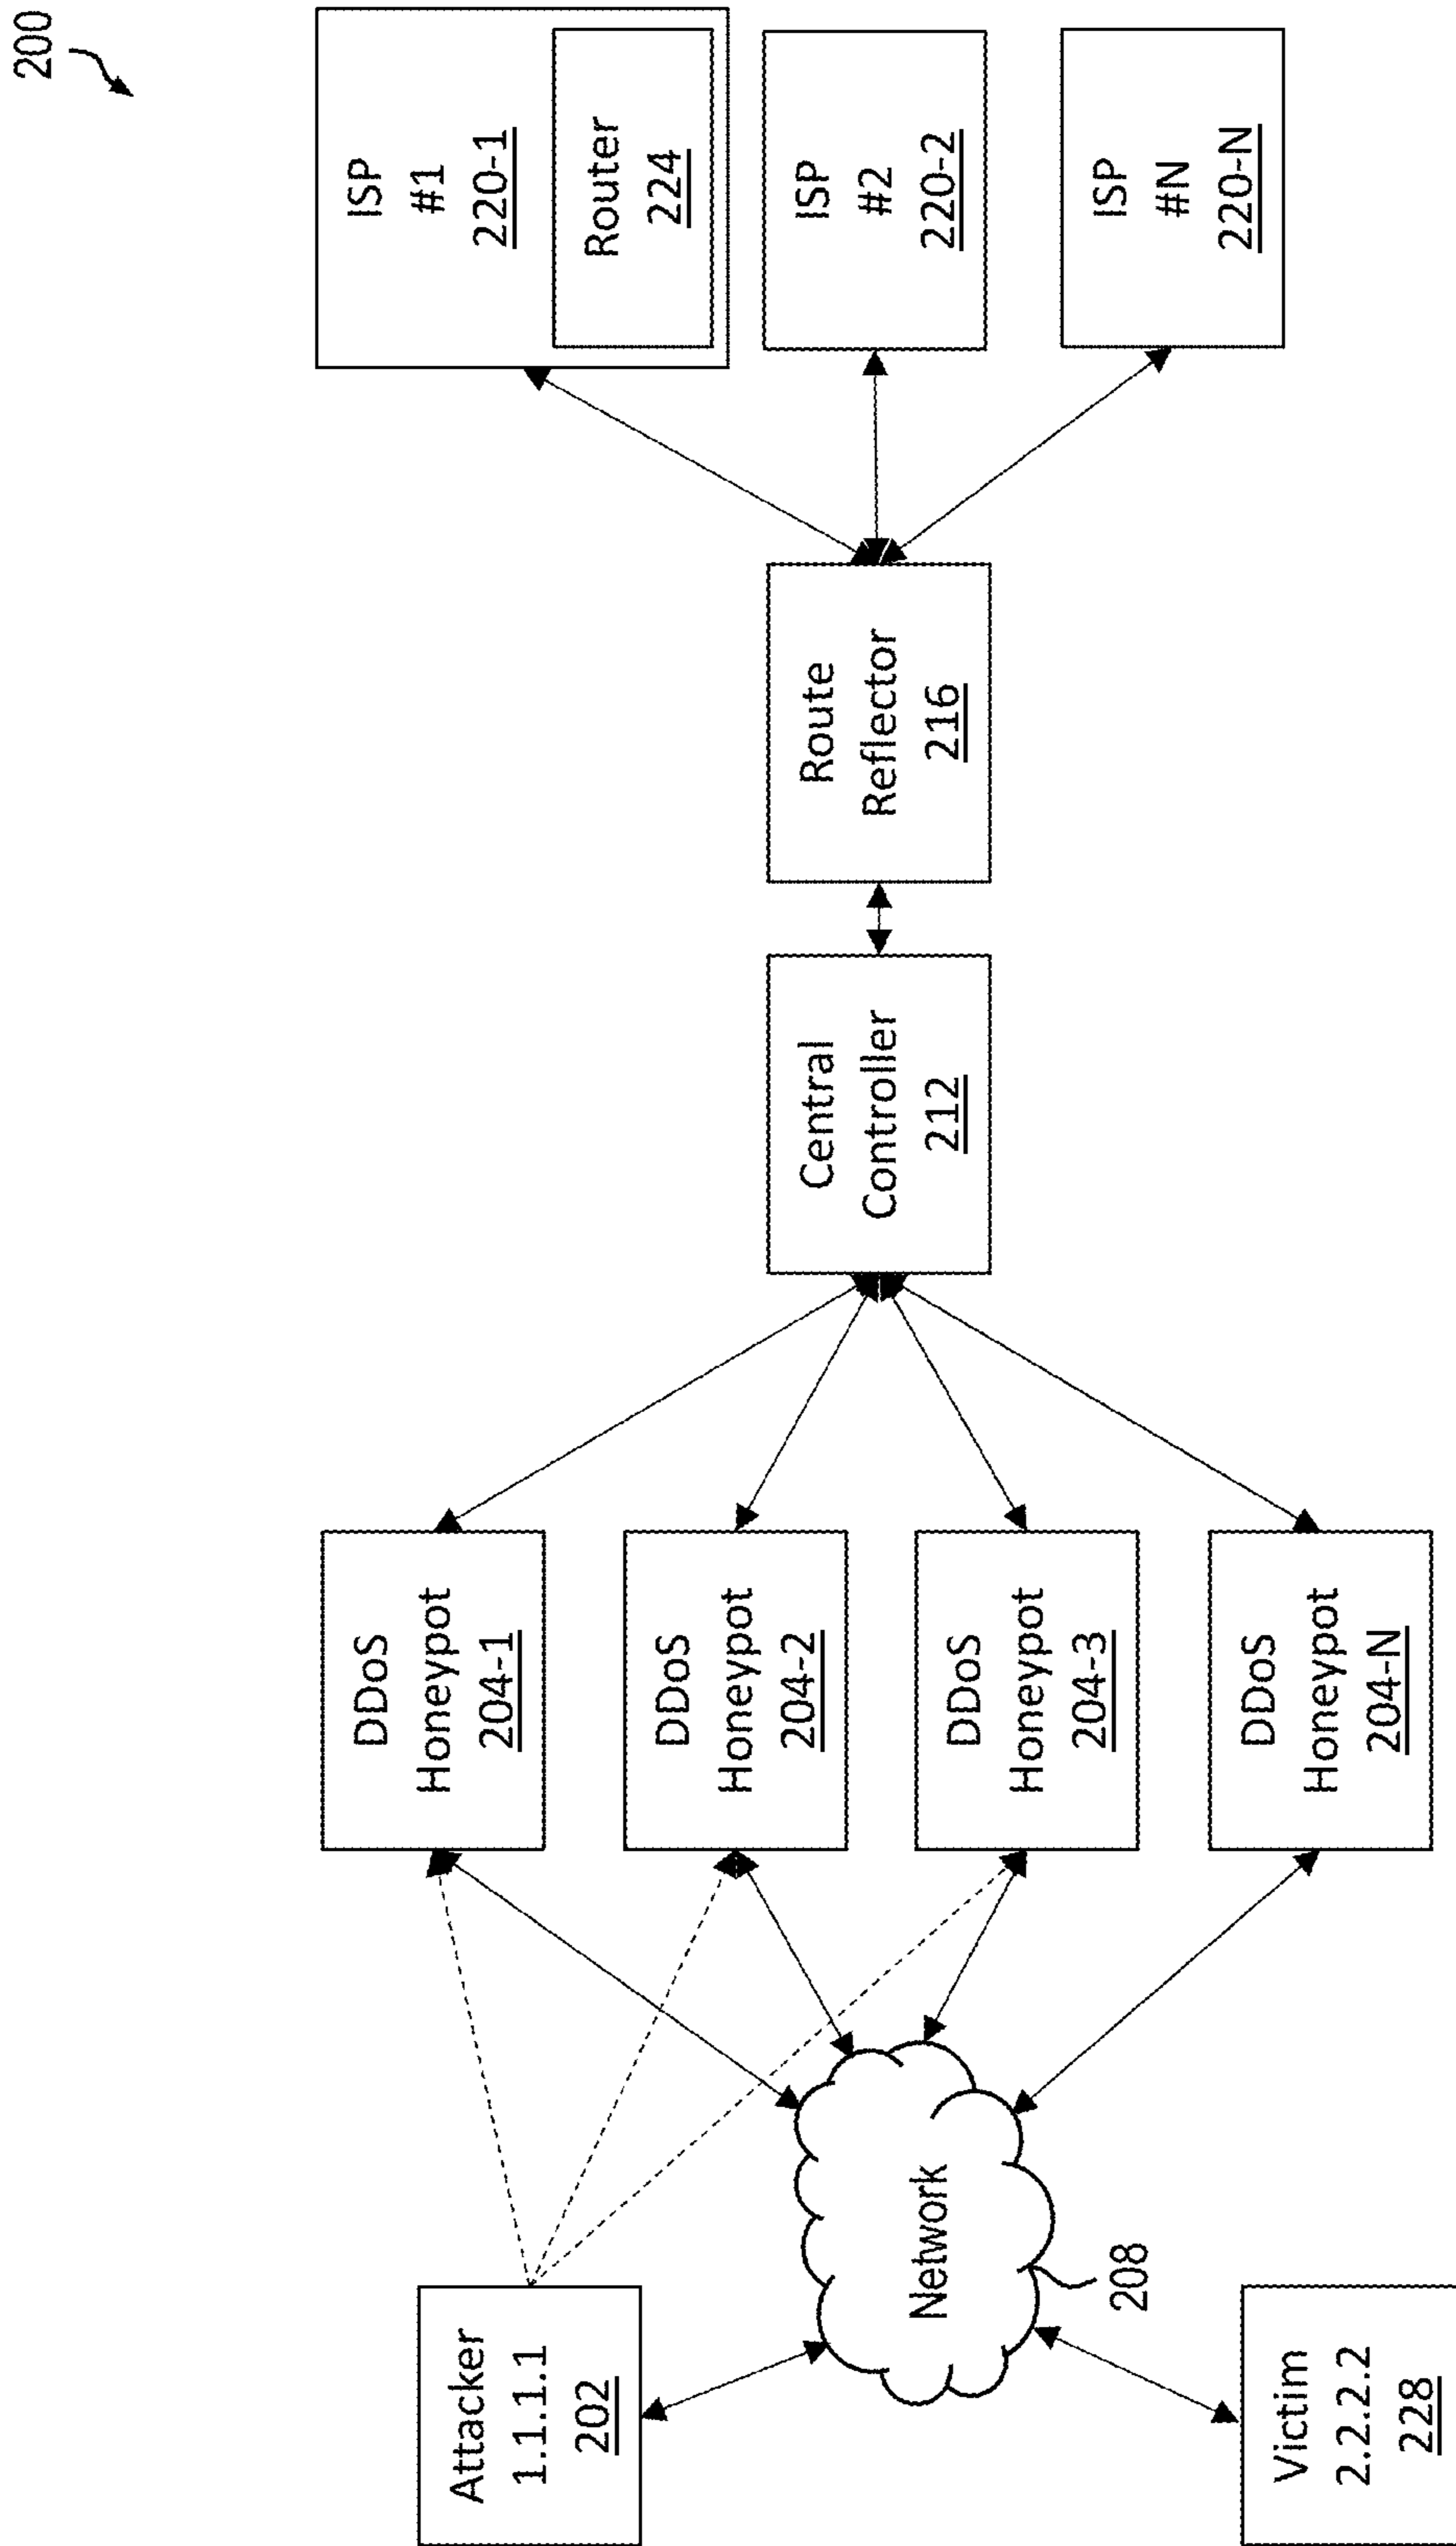 200
Attacker
1.1.1.1
202
Victim
2.2.2.2
228
Network
208
DDoS
Honeypot
204-1
DDoS
Honeypot
204-2
DDoS
Honeypot
204-3
DDoS
Honeypot
204-N
Central
Controller
212
Route
Reflector
216
ISP
#1
220-1
Router
224
ISP
#2
220-2
ISP
#N
220-N